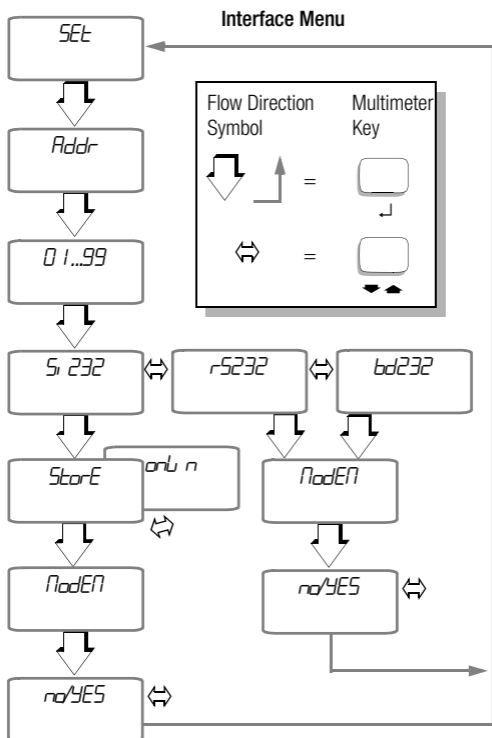 Interface Menu
SEt
Flow Direction Symbol
Multimeter Key
=
=
Addr
01...99
Si 232
rS232
bd232
StorE
onLi n
ModEM
ModEM
no/YES
no/YES